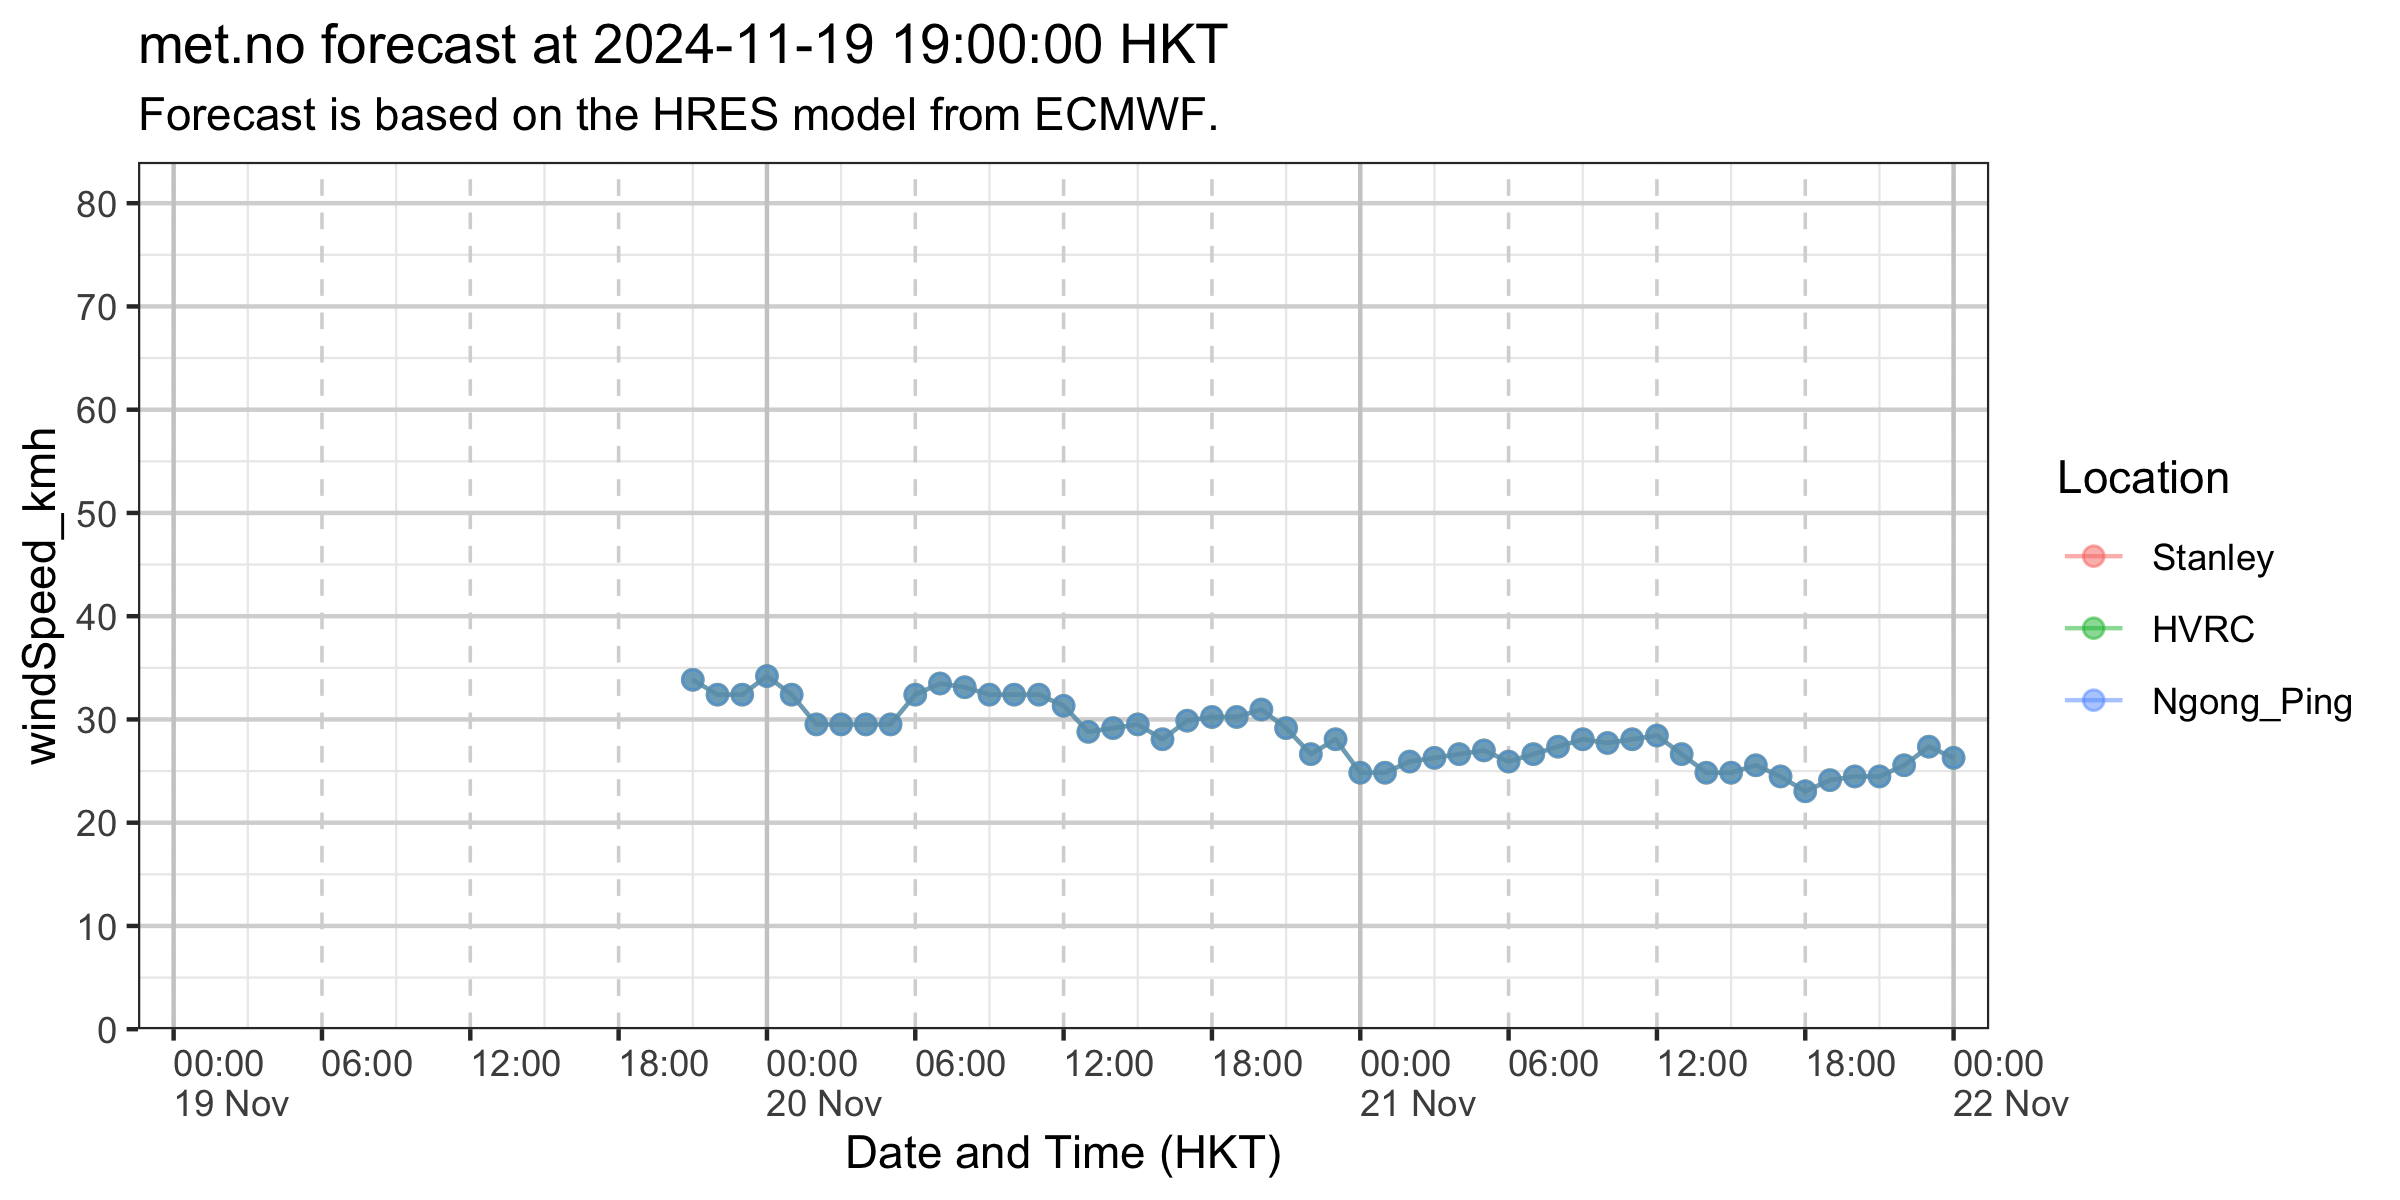 met.no forecast at 2024-11-19 19:00:00 HKT
Forecast is based on the HRES model from ECMWF.
windSpeed_kmh
80
70
60
50
40
30
20
10
0
00:00 06:00 12:00 18:00 00:00 06:00 12:00 18:00 00:00 06:00 12:00 18:00 00:00
19 Nov 20 Nov 21 Nov 22 Nov
Date and Time (HKT)
Location
Stanley
HVRC
Ngong_Ping